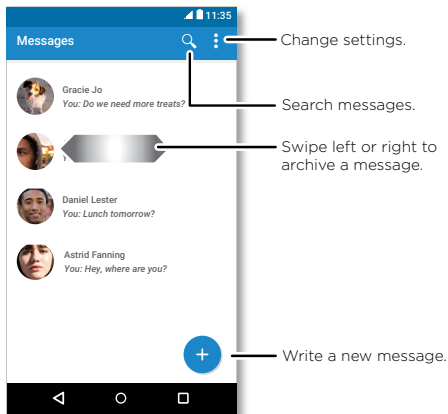 11:35
Messages
Change settings.
Gracie Jo
You: Do we need more treats?
Search messages.
Swipe left or right to
archive a message.
Daniel Lester
You: Lunch tomorrow?
Astrid Fanning
You: Hey, where are you?
Write a new message.